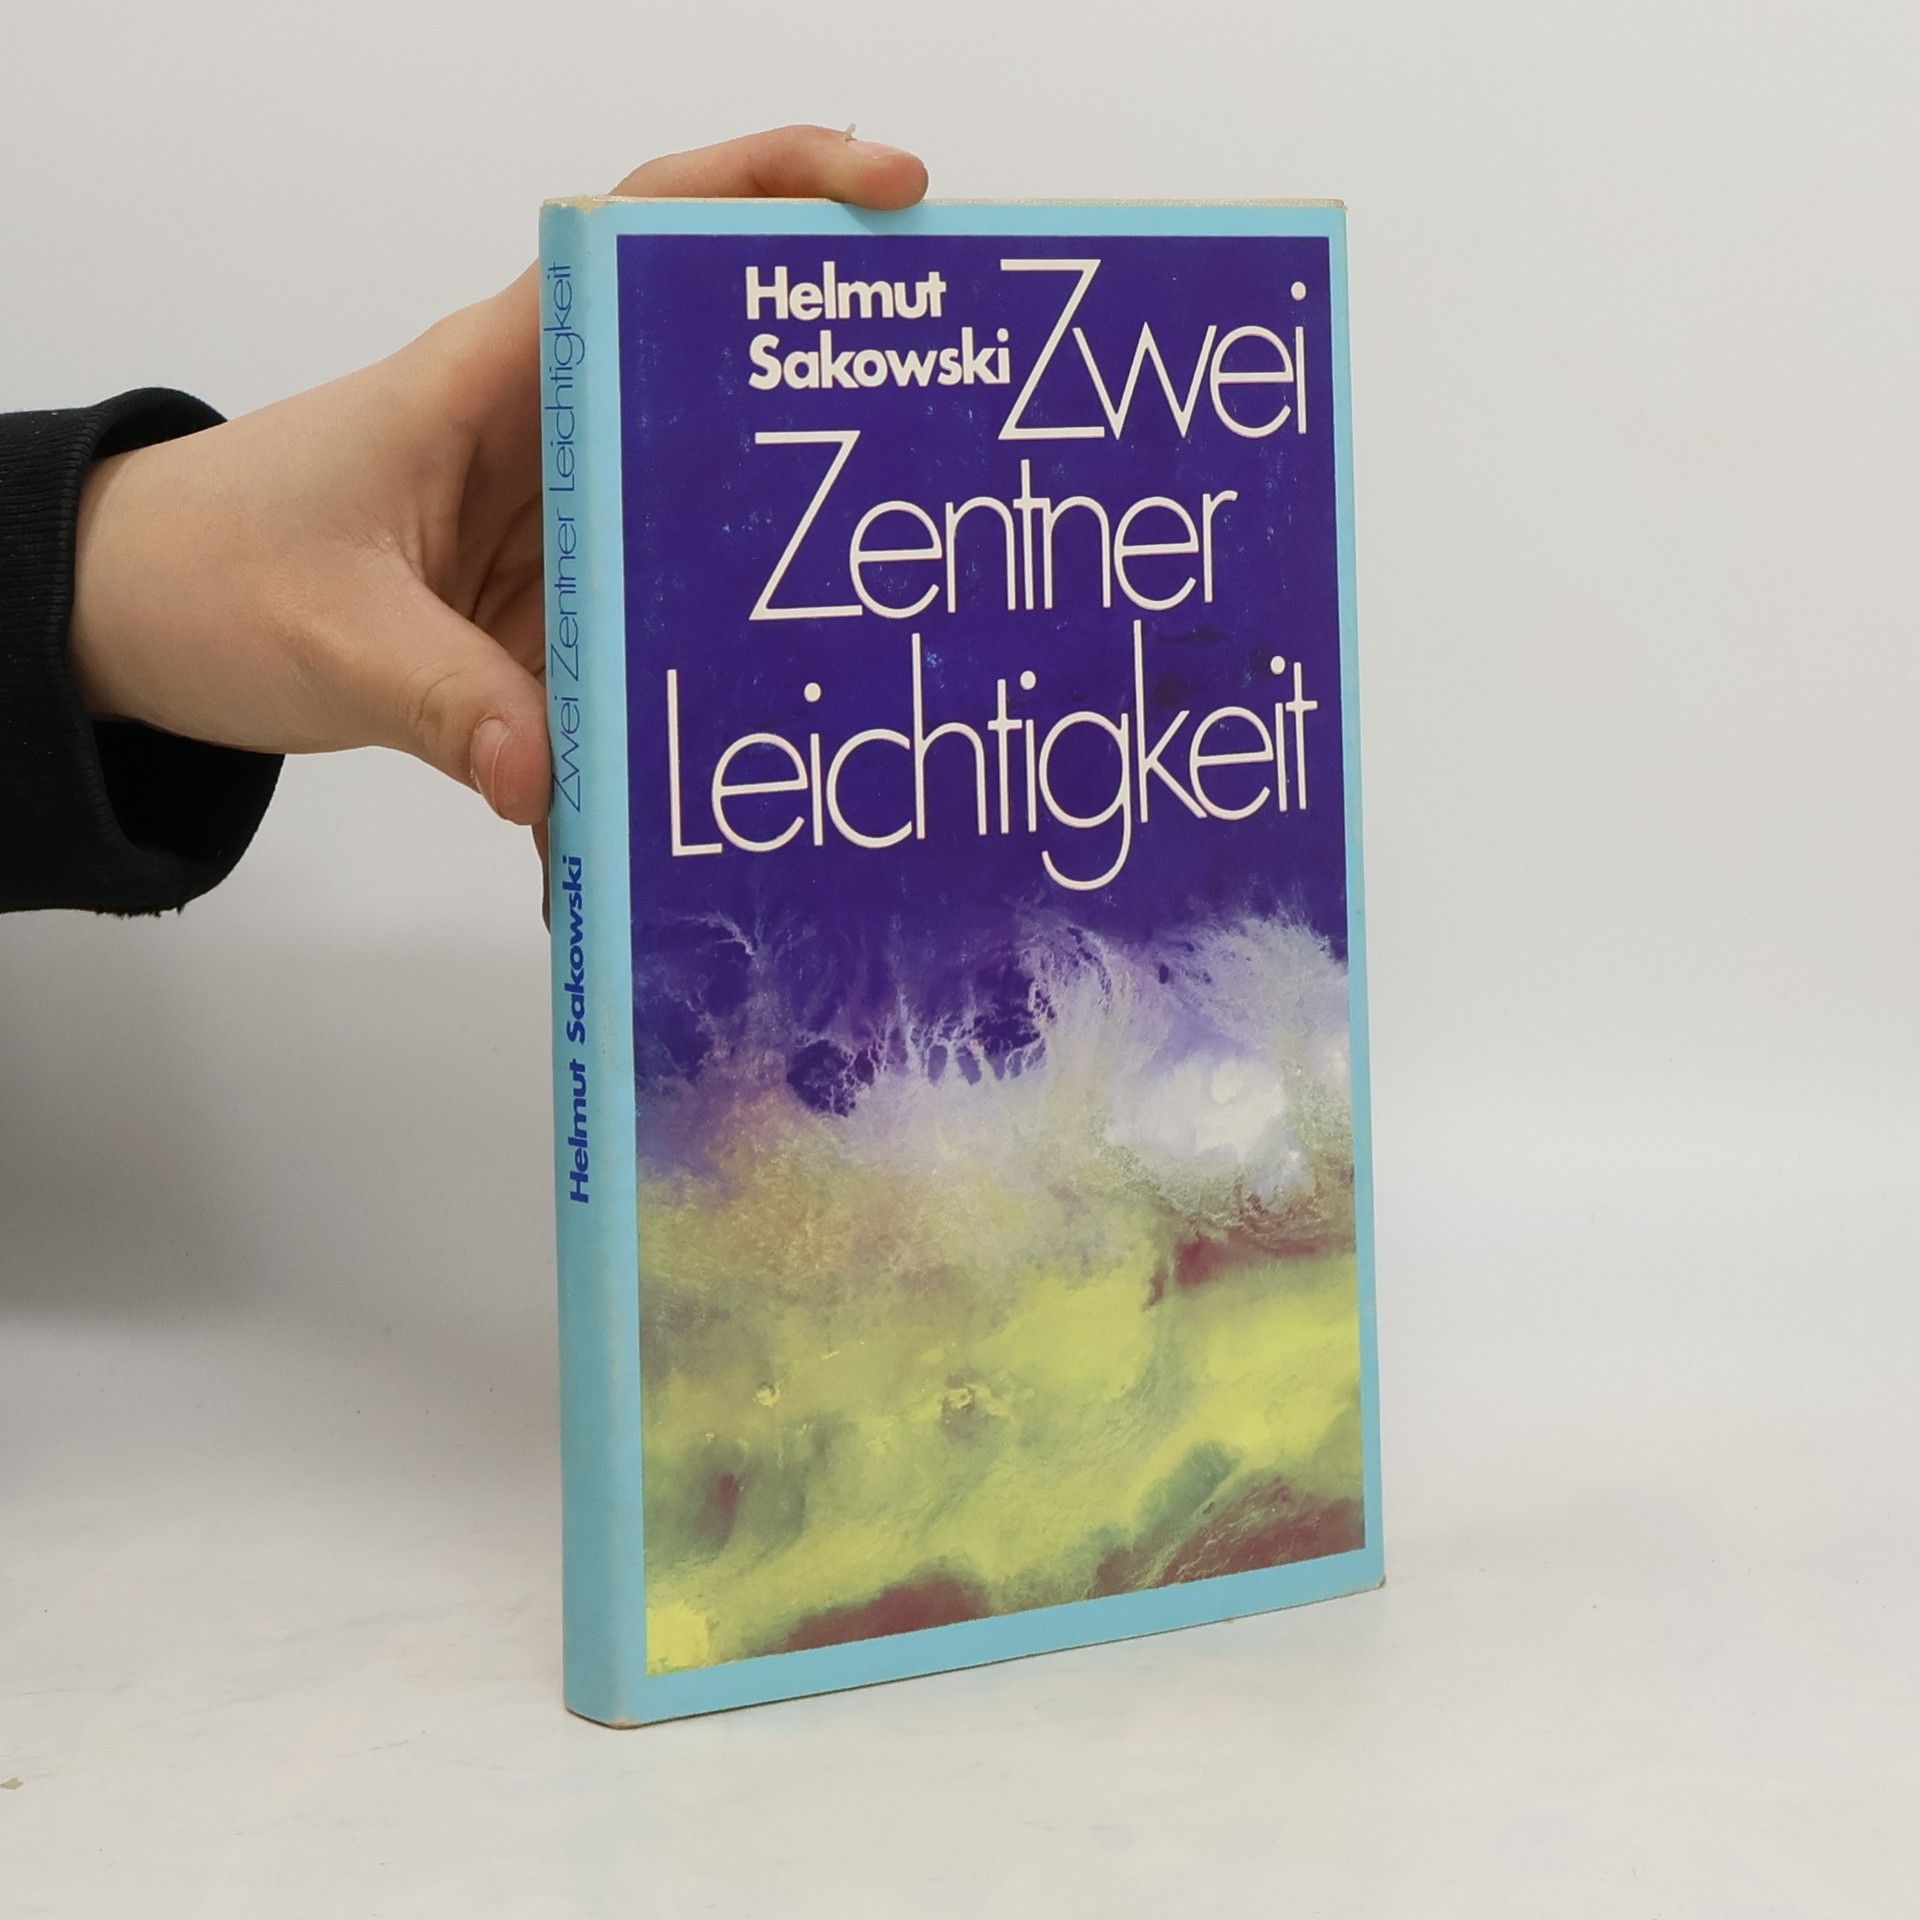 Helmut
Sakowski
Zwei
Zentner
Leichtigkeit
Helmut Sakowski Zwei Zentner Leichtigkeit